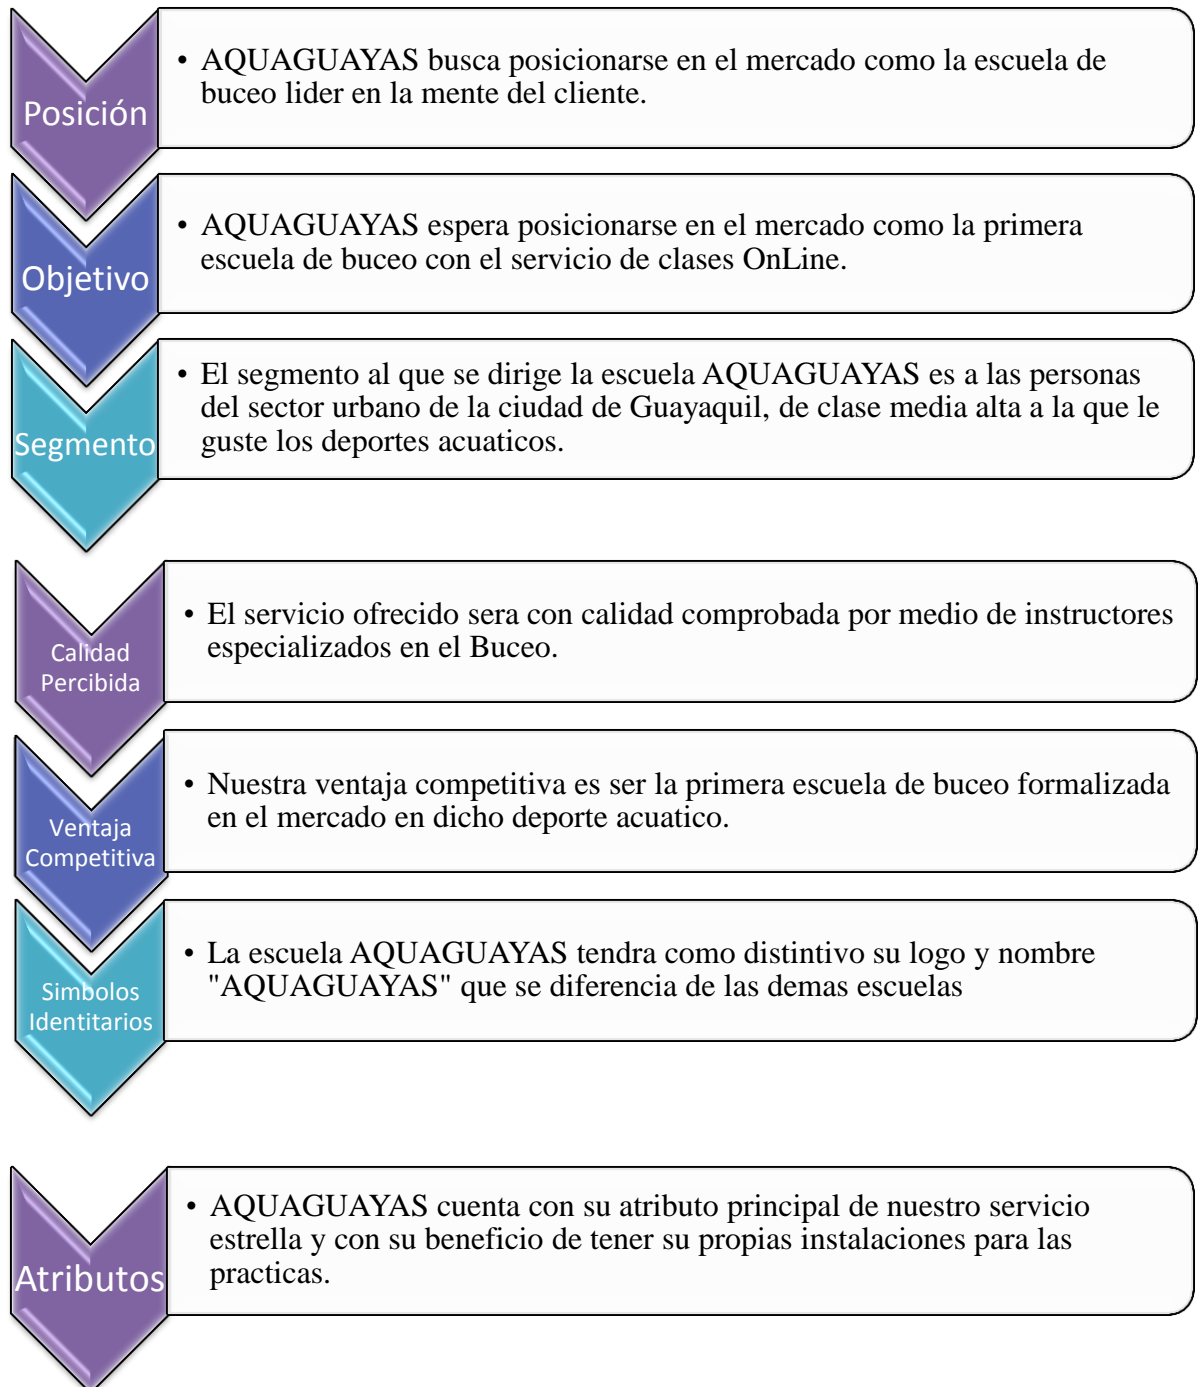 Posición
• AQUAGUAYAS busca posicionarse en el mercado como la escuela de
buceo lider en la mente del cliente.
Objetivo
• AQUAGUAYAS espera posicionarse en el mercado como la primera
escuela de buceo con el servicio de clases OnLine.
Segmento
• El segmento al que se dirige la escuela AQUAGUAYAS es a las personas
del sector urbano de la ciudad de Guayaquil, de clase media alta a la que le
guste los deportes acuaticos.
Calidad
Percibida
• El servicio ofrecido sera con calidad comprobada por medio de instructores
especializados en el Buceo.
Ventaja
Competitiva
• Nuestra ventaja competitiva es ser la primera escuela de buceo formalizada
en el mercado en dicho deporte acuatico.
Simbolos
Identitarios
• La escuela AQUAGUAYAS tendra como distintivo su logo y nombre
"AQUAGUAYAS" que se diferencia de las demas escuelas
Atributos
• AQUAGUAYAS cuenta con su atributo principal de nuestro servicio
estrella y con su beneficio de tener su propias instalaciones para las
practicas.